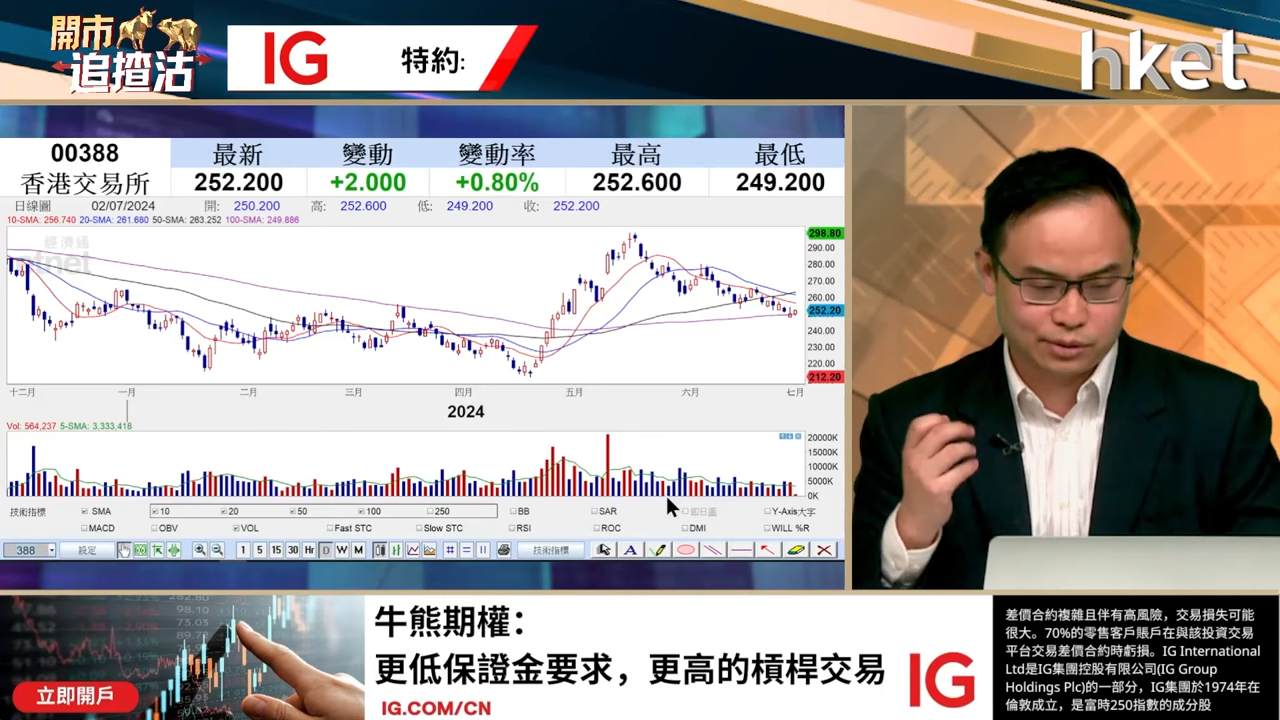 開市
追揸沽
IG 特約:
hket
00388 最新 變動 變動率 最高 最低
香港交易所 252.200 +2.000 +0.80% 252.600 249.200
日線圖 02/07/2024 開: 250.200 高: 252.600 低: 249.200 收: 252.200
10-SMA: 256.740 20-SMA: 261.680 50-SMA: 263.252 100-SMA: 249.886
經濟通
etnet
298.80
290.00
280.00
270.00
260.00
252.20
240.00
230.00
220.00
212.20
十二月 一月 二月 三月 四月 五月 六月 七月
2024
Vol: 564,237 5-SMA: 3,333,418
20000K
15000K
10000K
5000K
0K
技術指標 SMA 10 20 50 100 250 BB SAR 即日圖 Y-Axis大字
MACD OBV VOL Fast STC Slow STC RSI ROC DMI WILL %R
388 設定 1 5 15 30 Hr D W M 技術指標 A
立即開戶
牛熊期權：
更低保證金要求，更高的槓桿交易
IG.COM/CN
IG
差價合約複雜且伴有高風險，交易損失可能
很大。70%的零售客戶賬戶在與該投資交易
平台交易差價合約時虧損。IG International
Ltd是IG集團控股有限公司(IG Group
Holdings Plc)的一部分，IG集團於1974年在
倫敦成立，是富時250指數的成分股